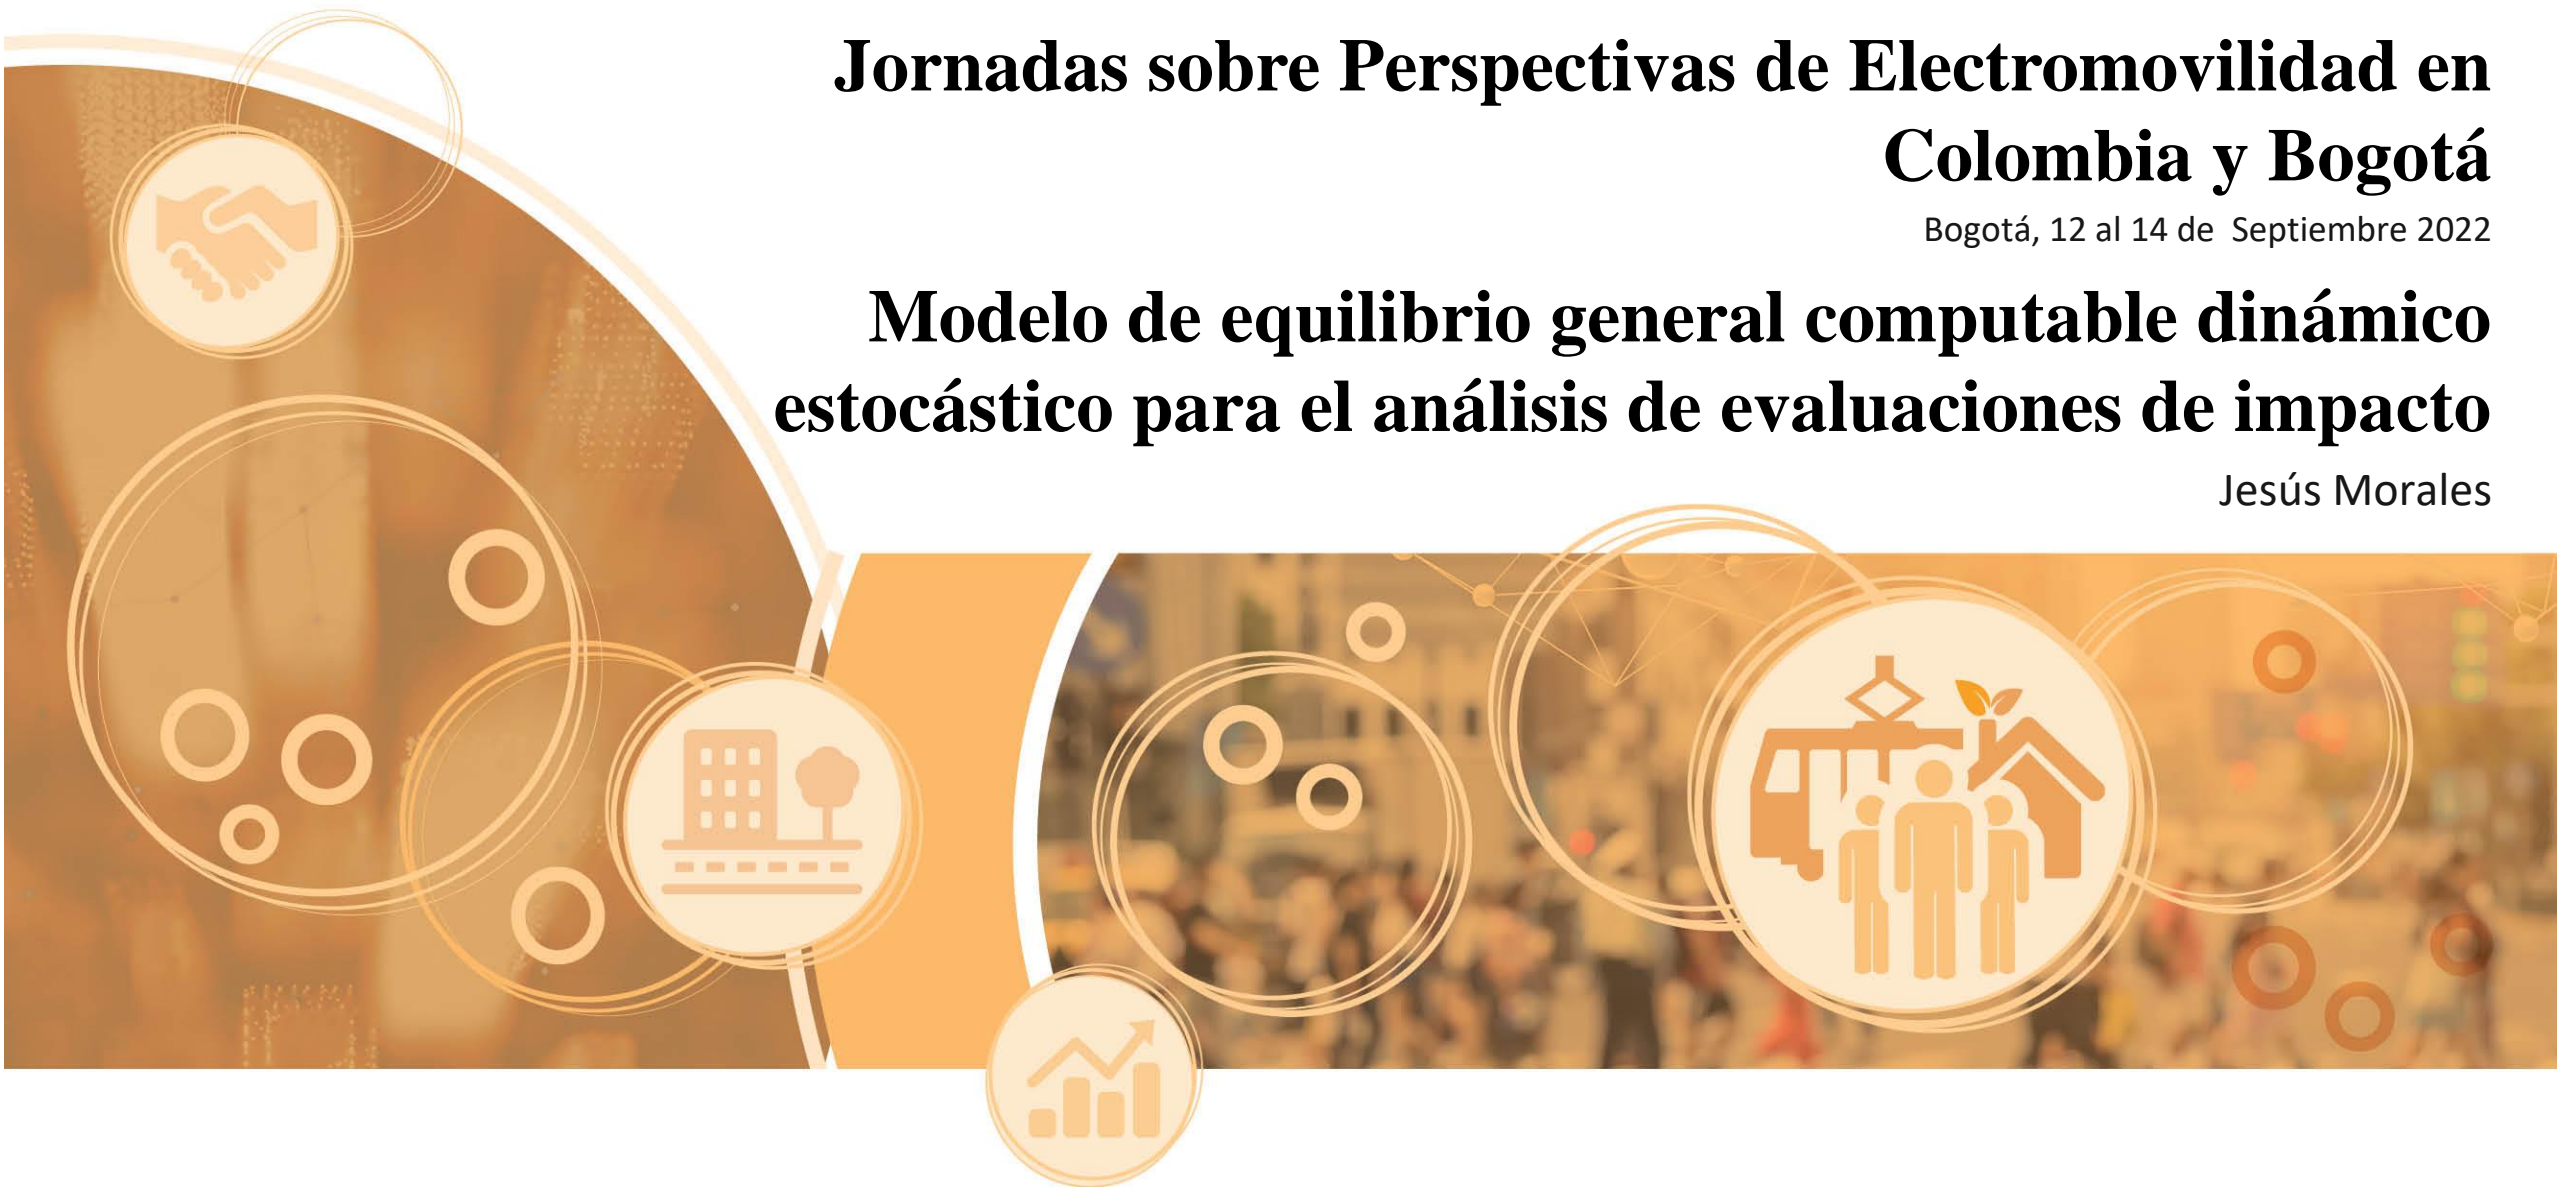 Jornadas sobre Perspectivas de Electromovilidad en
Colombia y Bogotá
Bogotá, 12 al 14 de Septiembre 2022
Modelo de equilibrio general computable dinámico
estocástico para el análisis de evaluaciones de impacto
Jesús Morales